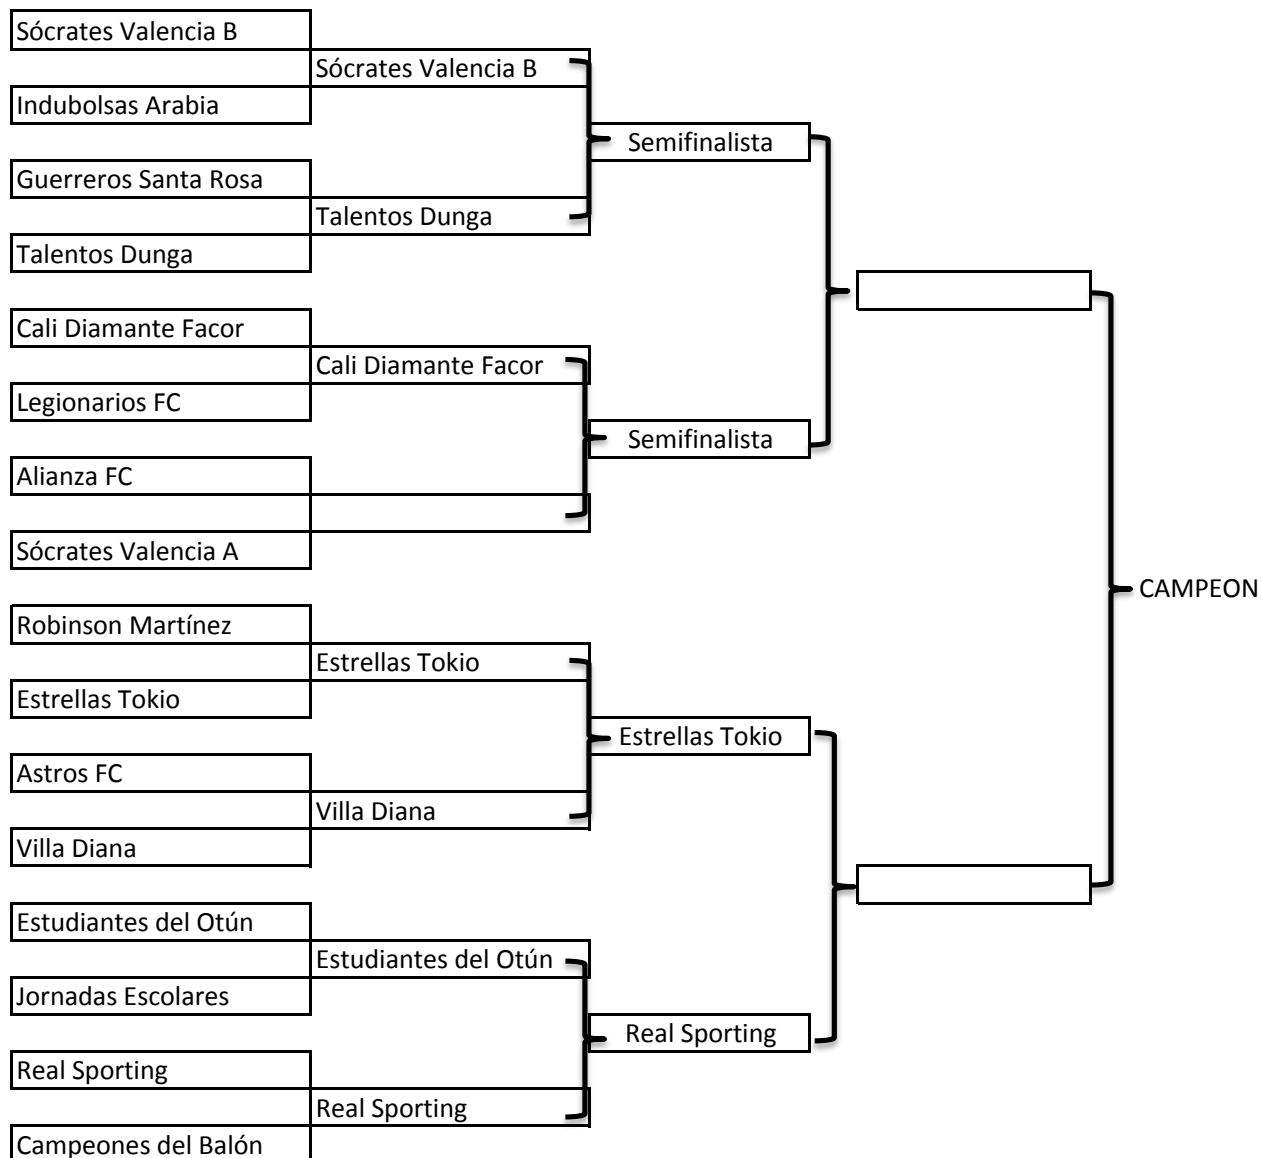 Sócrates Valencia B
Sócrates Valencia B
Indubolsas Arabia
Semifinalista
Guerreros Santa Rosa
Talentos Dunga
Talentos Dunga
Cali Diamante Facor
Cali Diamante Facor
Legionarios FC
Semifinalista
Alianza FC
Sócrates Valencia A
CAMPEON
Robinson Martínez
Estrellas Tokio
Estrellas Tokio
Estrellas Tokio
Astros FC
Villa Diana
Villa Diana
Estudiantes del Otún
Estudiantes del Otún
Jornadas Escolares
Real Sporting
Real Sporting
Real Sporting
Campeones del Balón